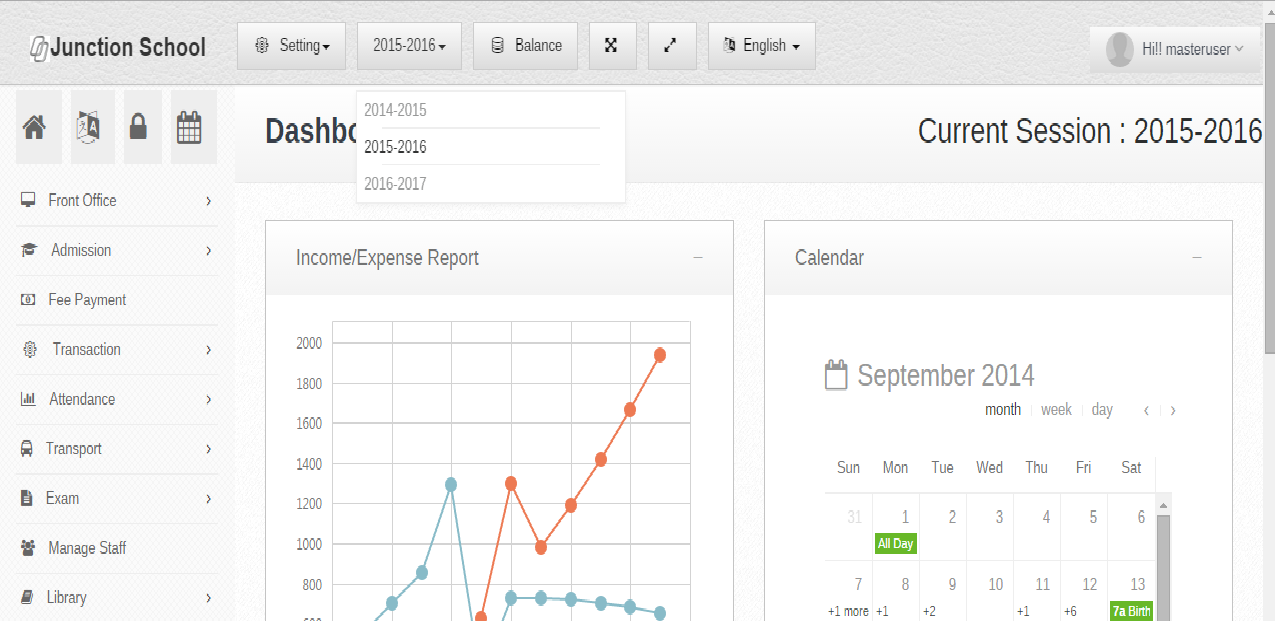 Junction School
Setting
2015-2016
Balance
English
Hi!! masteruser
2014-2015
2015-2016
2016-2017
Dashbo
Current Session : 2015-2016
Front Office
Admission
Fee Payment
Transaction
Attendance
Transport
Exam
Manage Staff
Library
Income/Expense Report
2000
1800
1600
1400
1200
1000
800
Calendar
September 2014
month week day
Sun Mon Tue Wed Thu Fri Sat
31 1 2 3 4 5 6
All Day
7 8 9 10 11 12 13
+1 more +1 +2 +1 +6 7a Birth